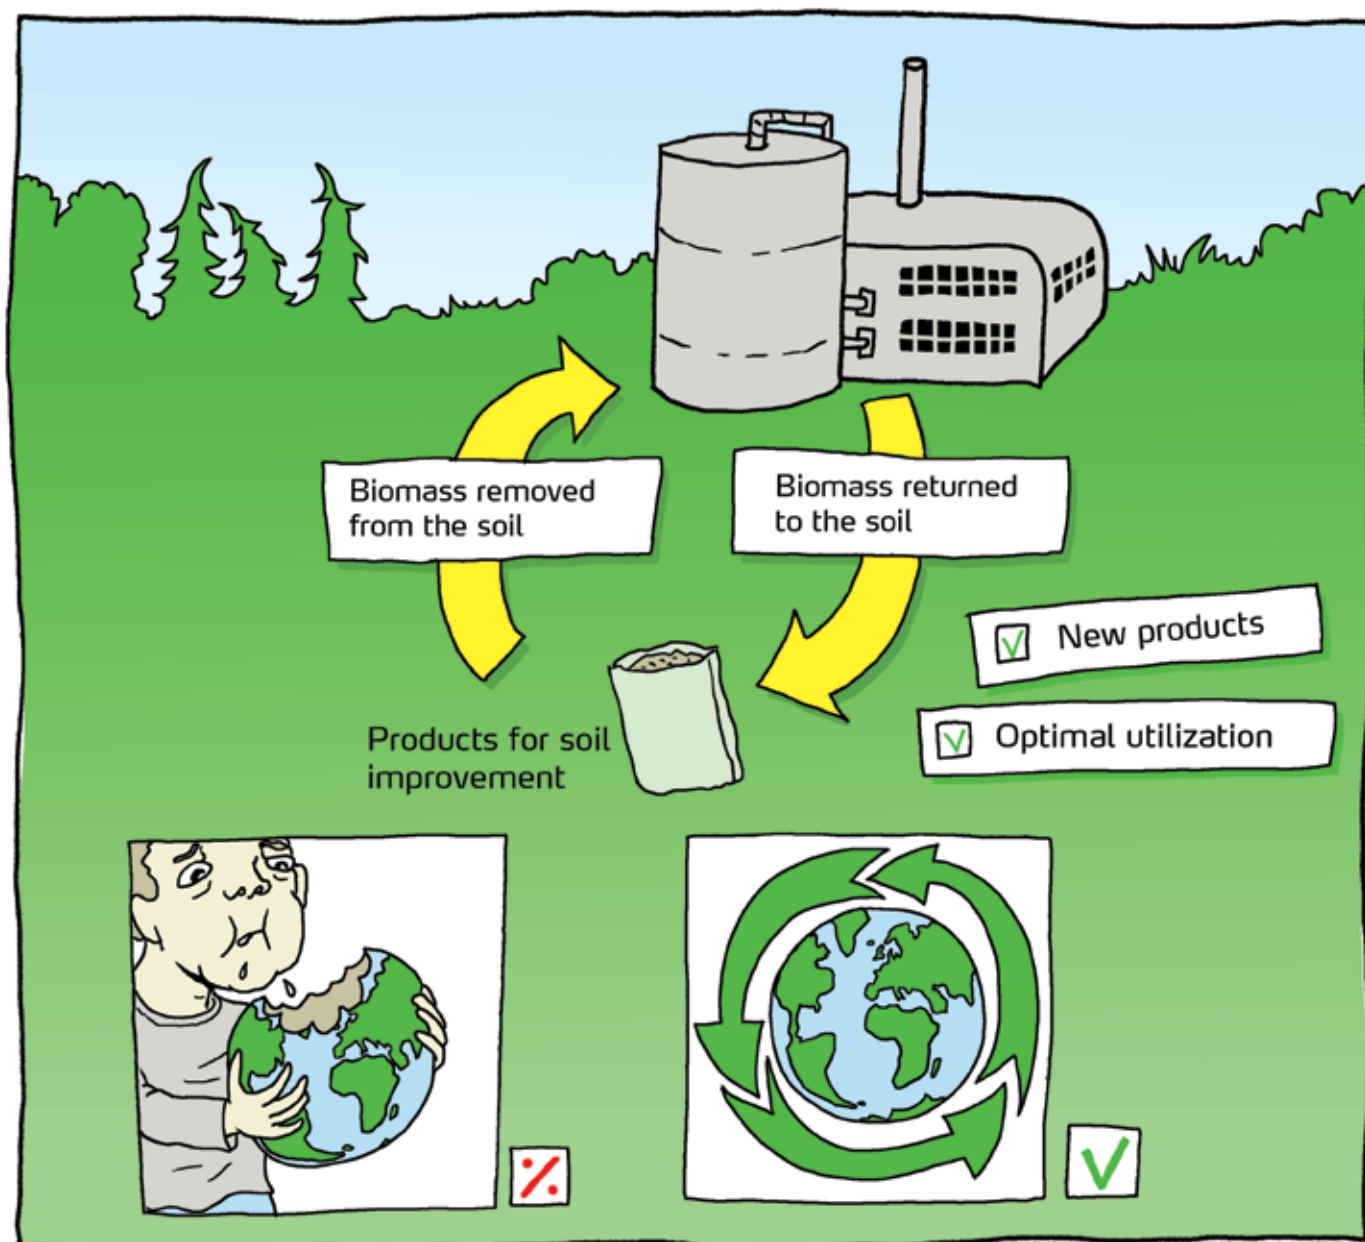 Biomass removed
from the soil
Biomass returned
to the soil
New products
Optimal utilization
Products for soil
improvement